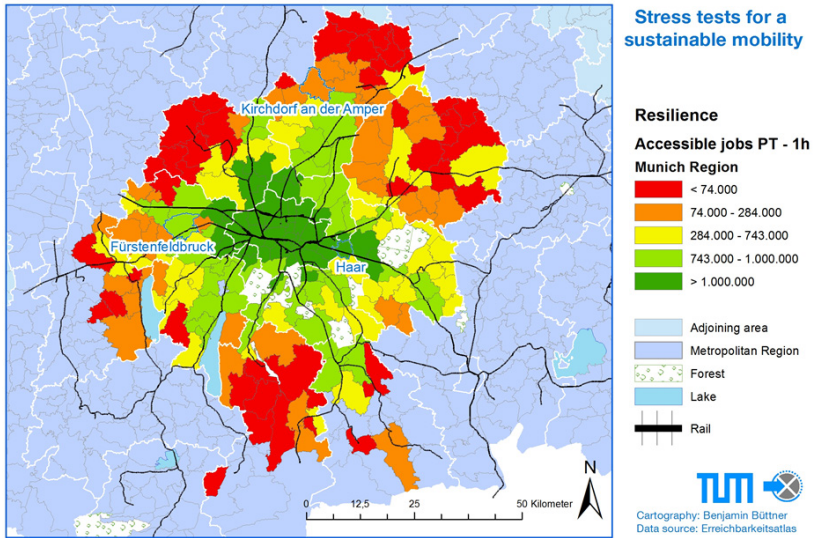 Stress tests for a
sustainable mobility
Kirchdorf an der Amper
Fürstenfeldbruck
Haar
Resilience
Accessible jobs PT - 1h
Munich Region
< 74.000
74.000 - 284.000
284.000 - 743.000
743.000 - 1.000.000
> 1.000.000
Adjoining area
Metropolitan Region
Forest
Lake
Rail
N
0 12,5 25 50 Kilometer
TUM
Cartography: Benjamin Büttner
Data source: Erreichbarkeitsatlas